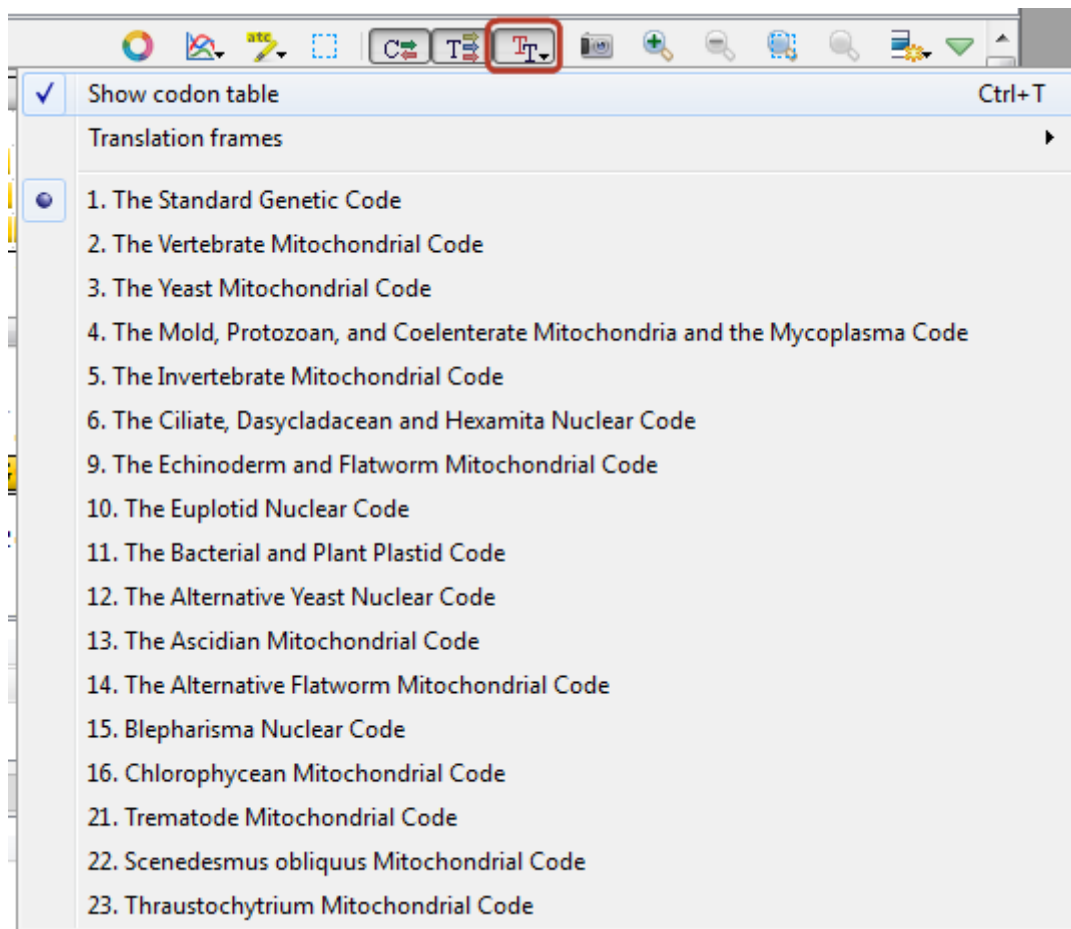 atc C T TT
Show codon table Ctrl+T
Translation frames
1. The Standard Genetic Code
2. The Vertebrate Mitochondrial Code
3. The Yeast Mitochondrial Code
4. The Mold, Protozoan, and Coelenterate Mitochondria and the Mycoplasma Code
5. The Invertebrate Mitochondrial Code
6. The Ciliate, Dasycladacean and Hexamita Nuclear Code
9. The Echinoderm and Flatworm Mitochondrial Code
10. The Euplotid Nuclear Code
11. The Bacterial and Plant Plastid Code
12. The Alternative Yeast Nuclear Code
13. The Ascidian Mitochondrial Code
14. The Alternative Flatworm Mitochondrial Code
15. Blepharisma Nuclear Code
16. Chlorophycean Mitochondrial Code
21. Trematode Mitochondrial Code
22. Scenedesmus obliquus Mitochondrial Code
23. Thraustochytrium Mitochondrial Code